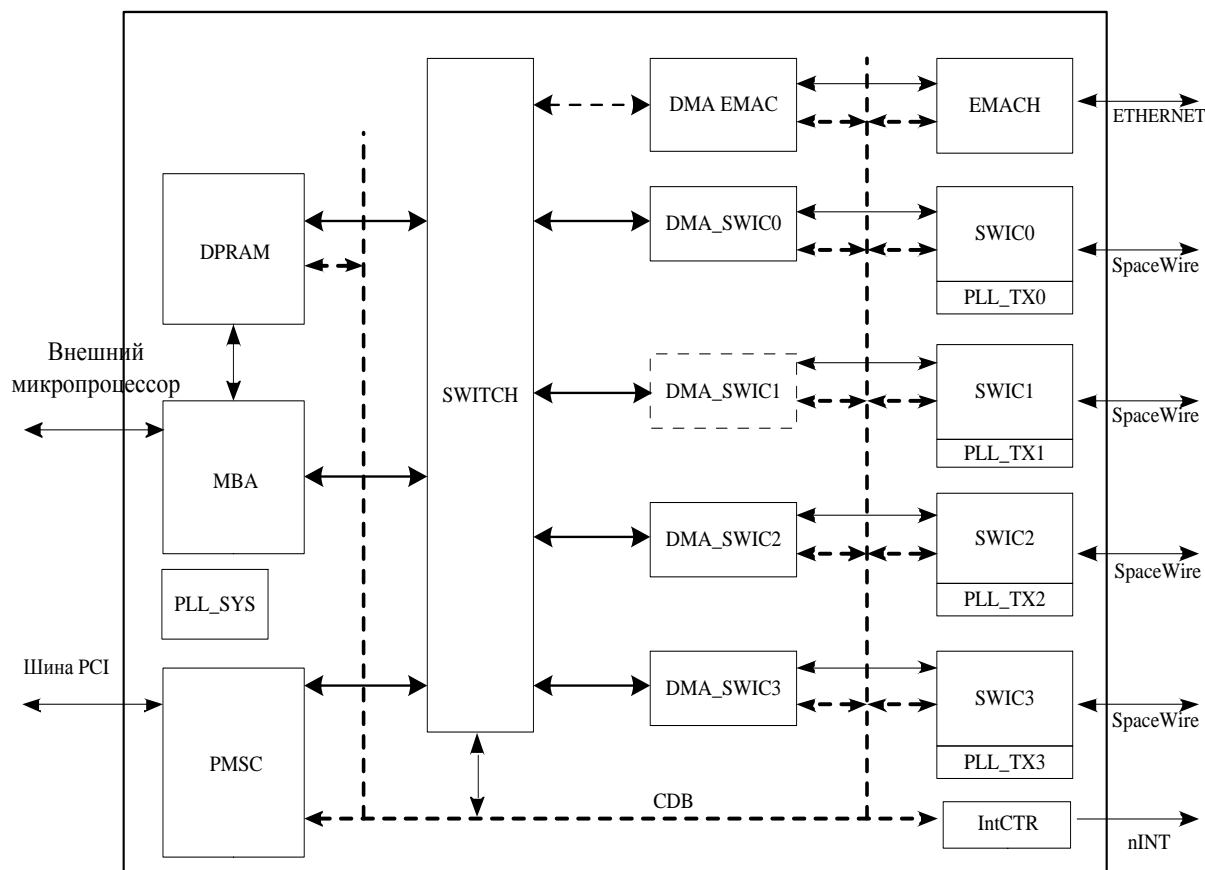 DMA EMAC
EMACH
ETHERNET
DPRAM
DMA_SWIC0
SWIC0
PLL_TX0
SpaceWire
Внешний
микропроцессор
MBA
SWITCH
DMA_SWIC1
SWIC1
PLL_TX1
SpaceWire
DMA_SWIC2
SWIC2
PLL_TX2
SpaceWire
PLL_SYS
Шина PCI
PMSC
DMA_SWIC3
SWIC3
PLL_TX3
SpaceWire
CDB
IntCTR
nINT